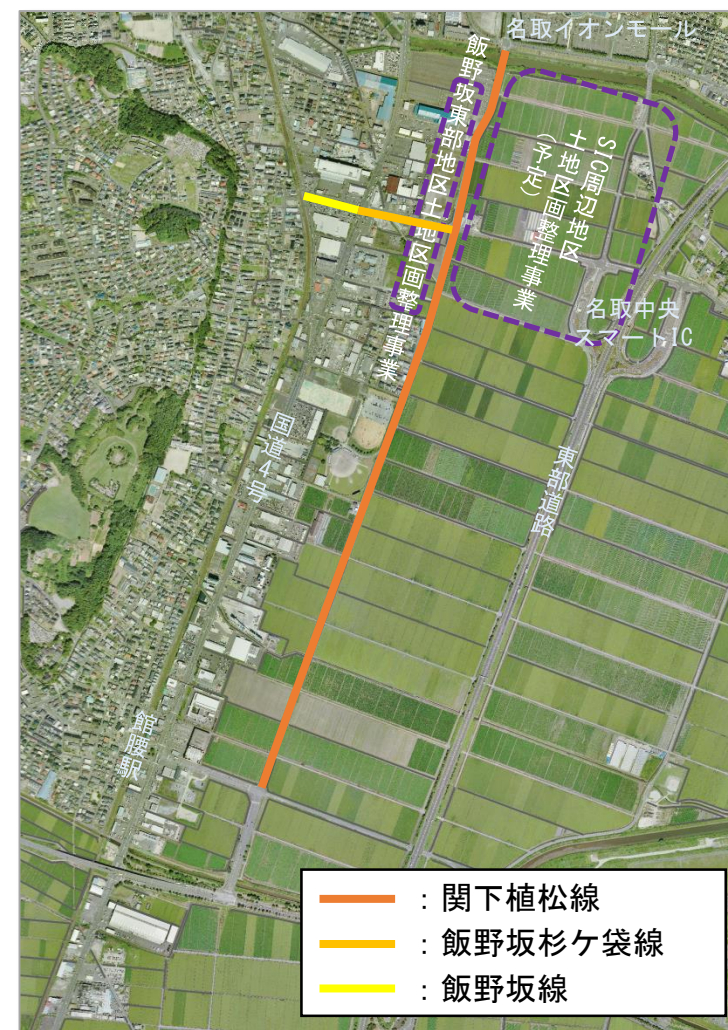 名取イオンモール
飯野坂東部地区土地区画整理事業
SIC周辺地区
土地区画整理事業
(予定)
名取中央
スマートIC
国道4号
東部道路
館腰駅
:関下植松線
:飯野坂杉ケ袋線
:飯野坂線